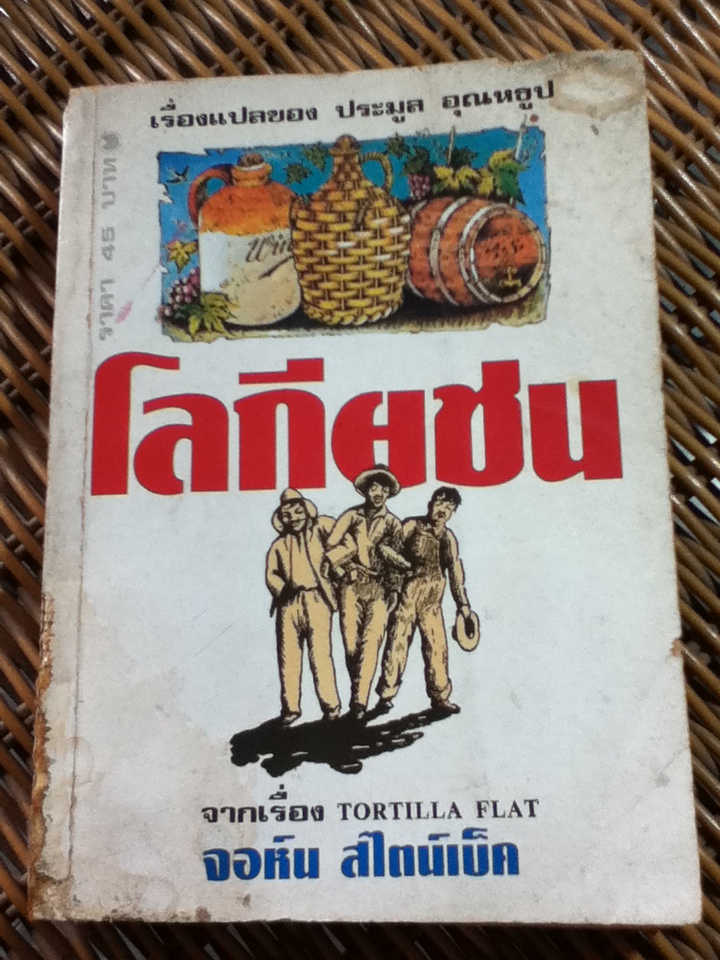 เรื่องแปลของ ประมูล อุณหธูป
ราคา 45 บาท
Wine
โลกียชน
จากเรื่อง TORTILLA FLAT
จอห์น สไตน์เบ็ค